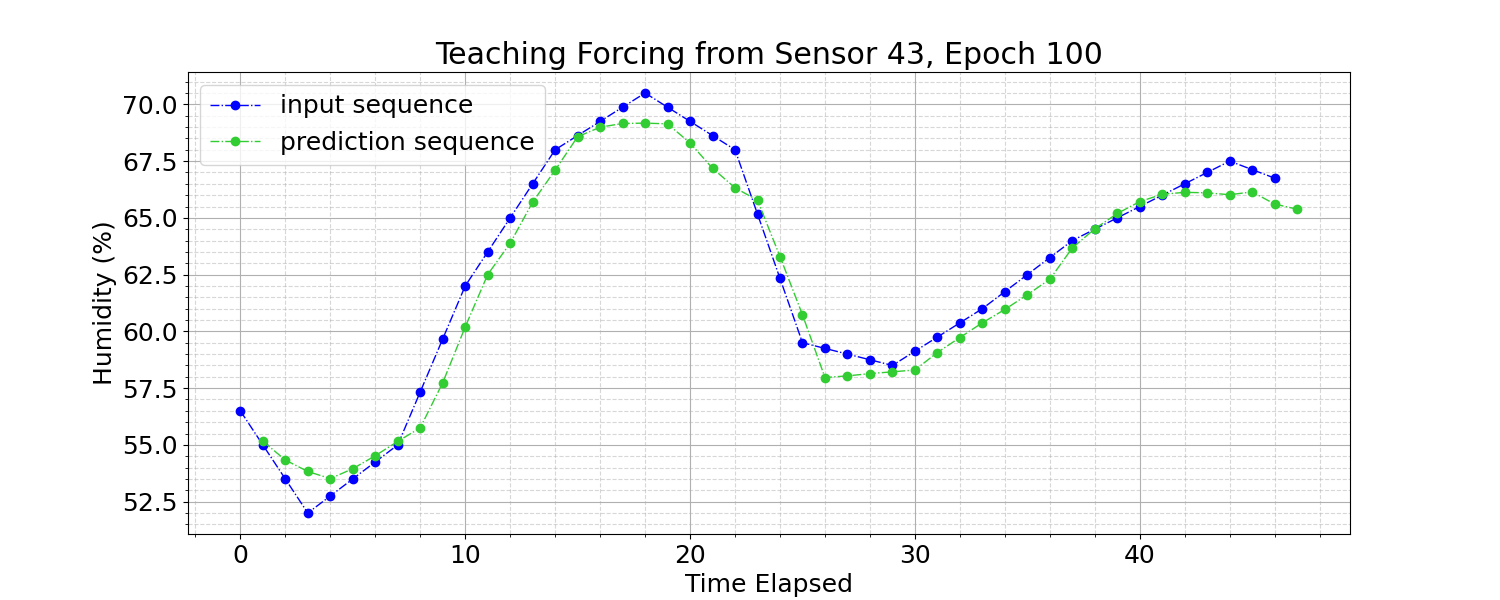 Teaching Forcing from Sensor 43, Epoch 100
input sequence
prediction sequence
Humidity (%)
70.0
67.5
65.0
62.5
60.0
57.5
55.0
52.5
0 10 20 30 40
Time Elapsed